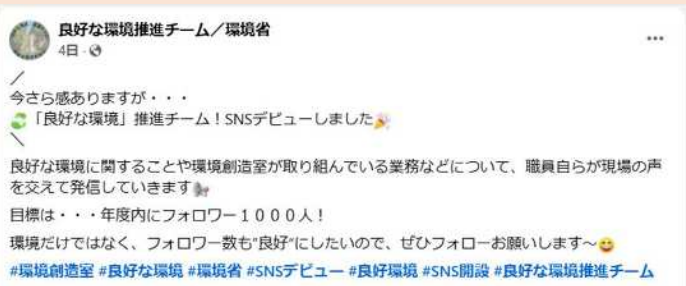 良好な環境推進チーム／環境省
4日·
／
今さら感ありますが・・・
「良好な環境」推進チーム！SNSデビューしました🎉
＼
良好な環境に関することや環境創造室が取り組んでいる業務などについて、職員自らが現場の声
を交えて発信していきます
目標は・・・年度内にフォロワー１０００人！
環境だけではなく、フォロワー数も"良好"にしたいので、ぜひフォローお願いします〜😄
#環境創造室 #良好な環境 #環境省 #SNSデビュー #良好環境 #SNS開設 #良好な環境推進チーム